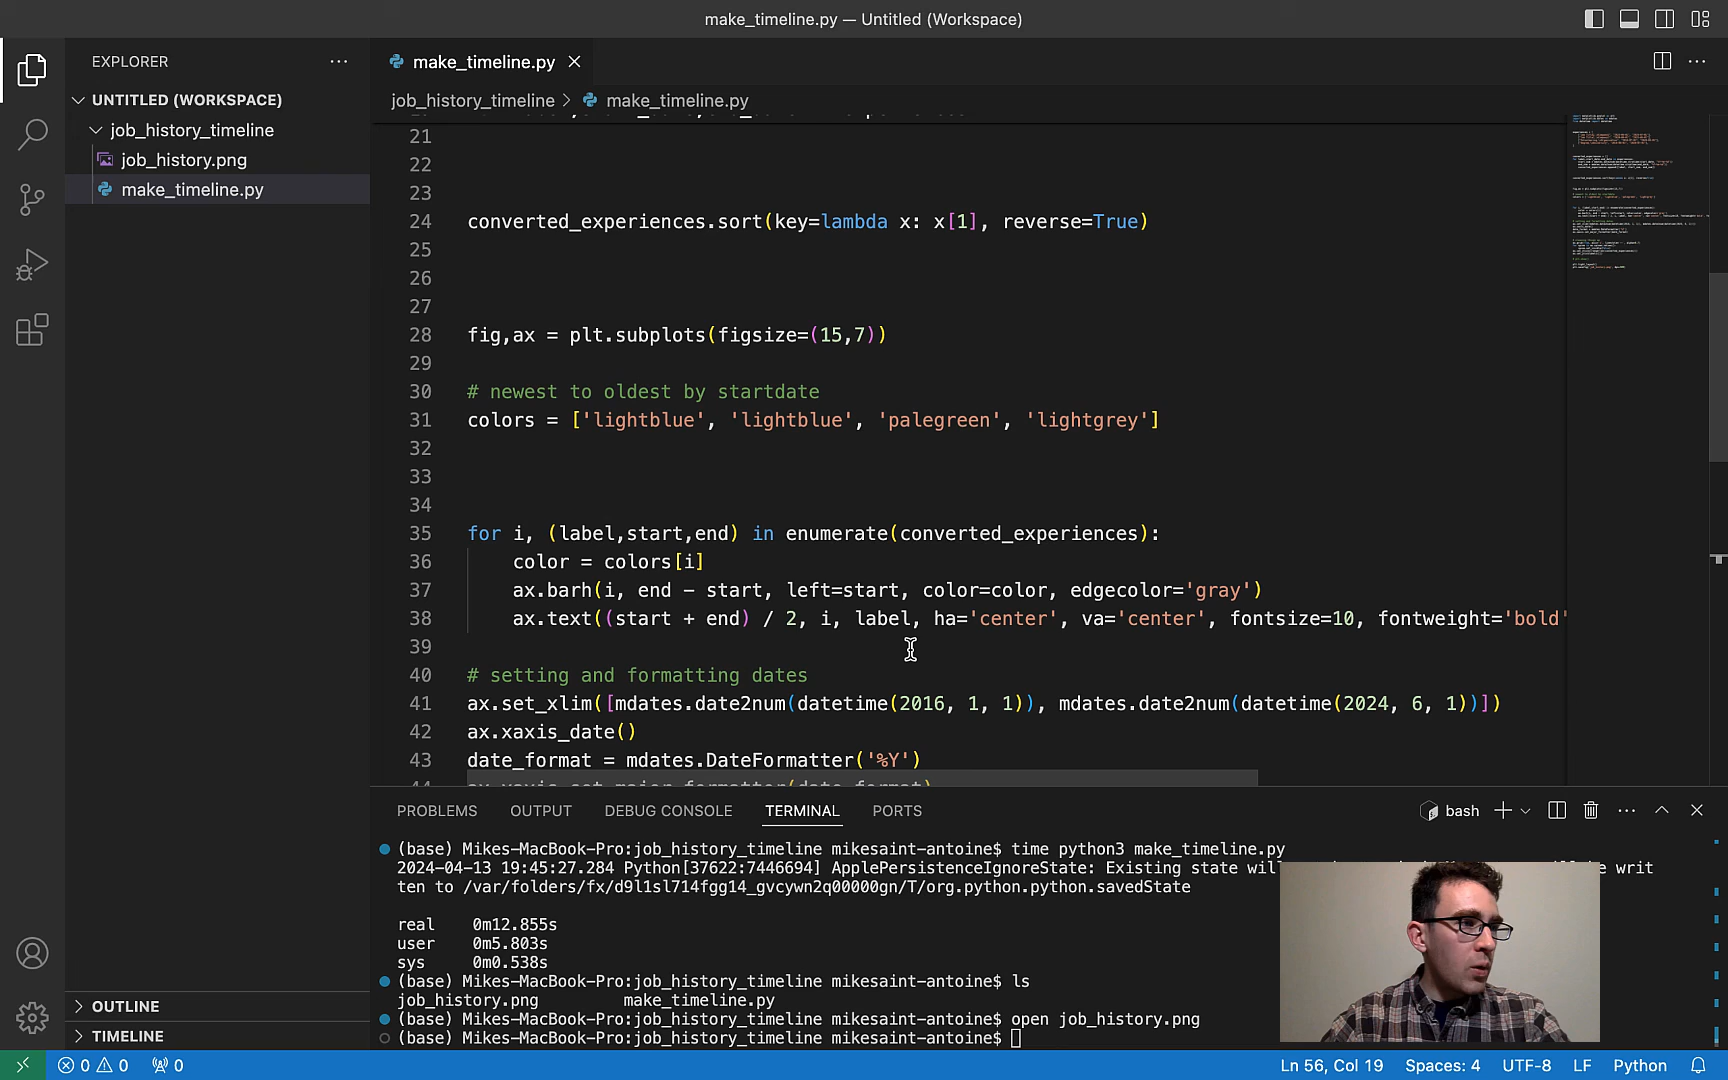 make_timeline.py — Untitled (Workspace)
EXPLORER
UNTITLED (WORKSPACE)
job_history_timeline
job_history.png
make_timeline.py
OUTLINE
TIMELINE
make_timeline.py
job_history_timeline > make_timeline.py
21
22
23
24 converted_experiences.sort(key=lambda x: x[1], reverse=True)
25
26
27
28 fig,ax = plt.subplots(figsize=(15,7))
29
30 # newest to oldest by startdate
31 colors = ['lightblue', 'lightblue', 'palegreen', 'lightgrey']
32
33
34
35 for i, (label,start,end) in enumerate(converted_experiences):
36 color = colors[i]
37 ax.barh(i, end - start, left=start, color=color, edgecolor='gray')
38 ax.text((start + end) / 2, i, label, ha='center', va='center', fontsize=10, fontweight='bold'
39
40 # setting and formatting dates
41 ax.set_xlim([mdates.date2num(datetime(2016, 1, 1)), mdates.date2num(datetime(2024, 6, 1))])
42 ax.xaxis_date()
43 date_format = mdates.DateFormatter('%Y')
44 ax.xaxis.set_major_formatter(date_format)
PROBLEMS OUTPUT DEBUG CONSOLE TERMINAL PORTS
bash
(base) Mikes-MacBook-Pro:job_history_timeline mikesaint-antoine$ time python3 make_timeline.py
2024-04-13 19:45:27.284 Python[37622:7446694] ApplePersistenceIgnoreState: Existing state will writ
ten to /var/folders/fx/d9l1sl714fgg14_gvcywn2q00000gn/T/org.python.python.savedState
real 0m12.855s
user 0m5.803s
sys 0m0.538s
(base) Mikes-MacBook-Pro:job_history_timeline mikesaint-antoine$ ls
job_history.png make_timeline.py
(base) Mikes-MacBook-Pro:job_history_timeline mikesaint-antoine$ open job_history.png
(base) Mikes-MacBook-Pro:job_history_timeline mikesaint-antoine$
0 0 0
Ln 56, Col 19 Spaces: 4 UTF-8 LF Python